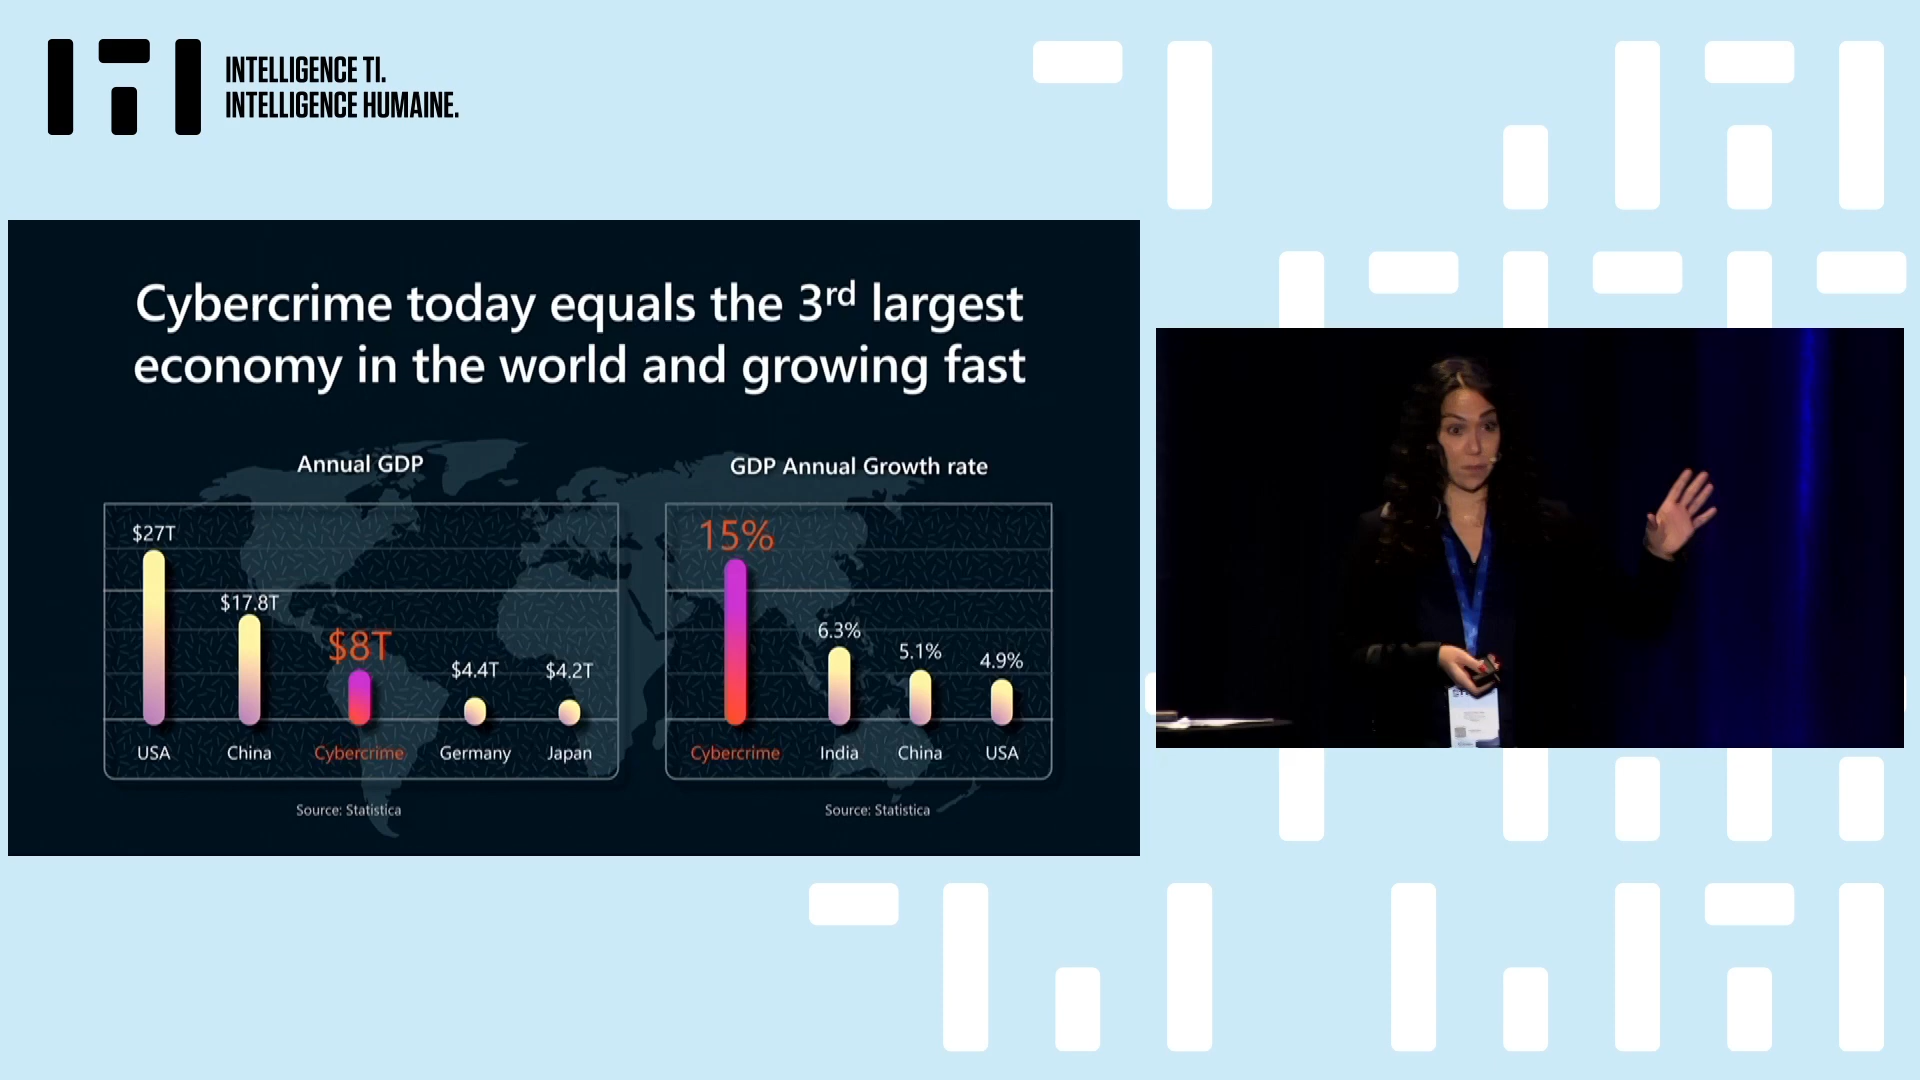 INTELLIGENCE TI.
INTELLIGENCE HUMAINE.
Cybercrime today equals the 3rd largest
economy in the world and growing fast
Annual GDP
$27T
$17.8T
$8T
$4.4T
$4.2T
USA
China
Cybercrime
Germany
Japan
Source: Statistica
GDP Annual Growth rate
15%
6.3%
5.1%
4.9%
Cybercrime
India
China
USA
Source: Statistica